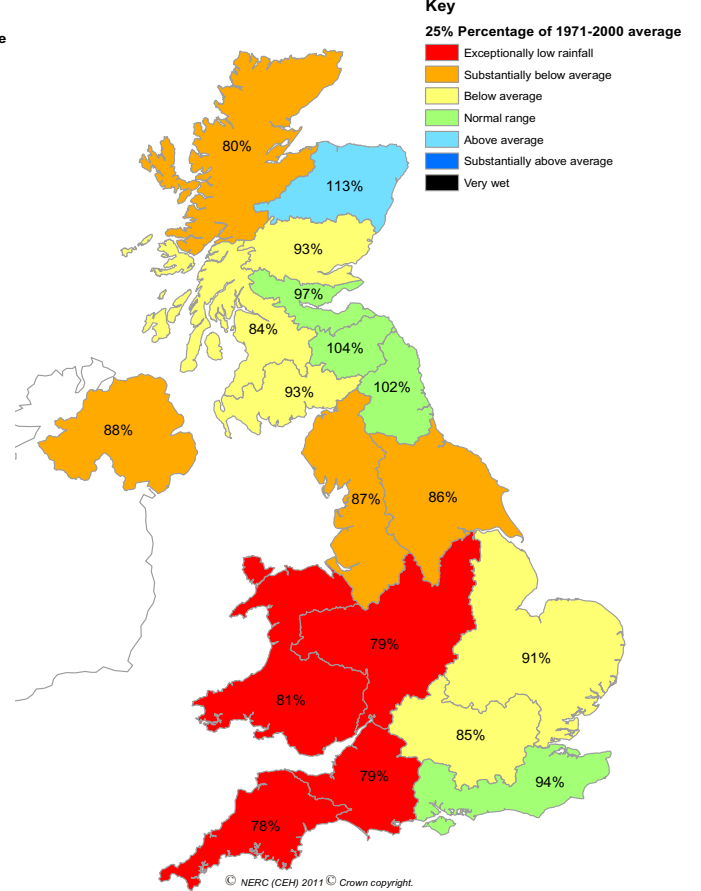 Key
e
25% Percentage of 1971-2000 average
Exceptionally low rainfall
Substantially below average
Below average
Normal range
Above average
Substantially above average
Very wet
80%
113%
93%
97%
84%
104%
102%
93%
88%
87%
86%
79%
91%
81%
85%
79%
94%
78%
© NERC (CEH) 2011 © Crown copyright.